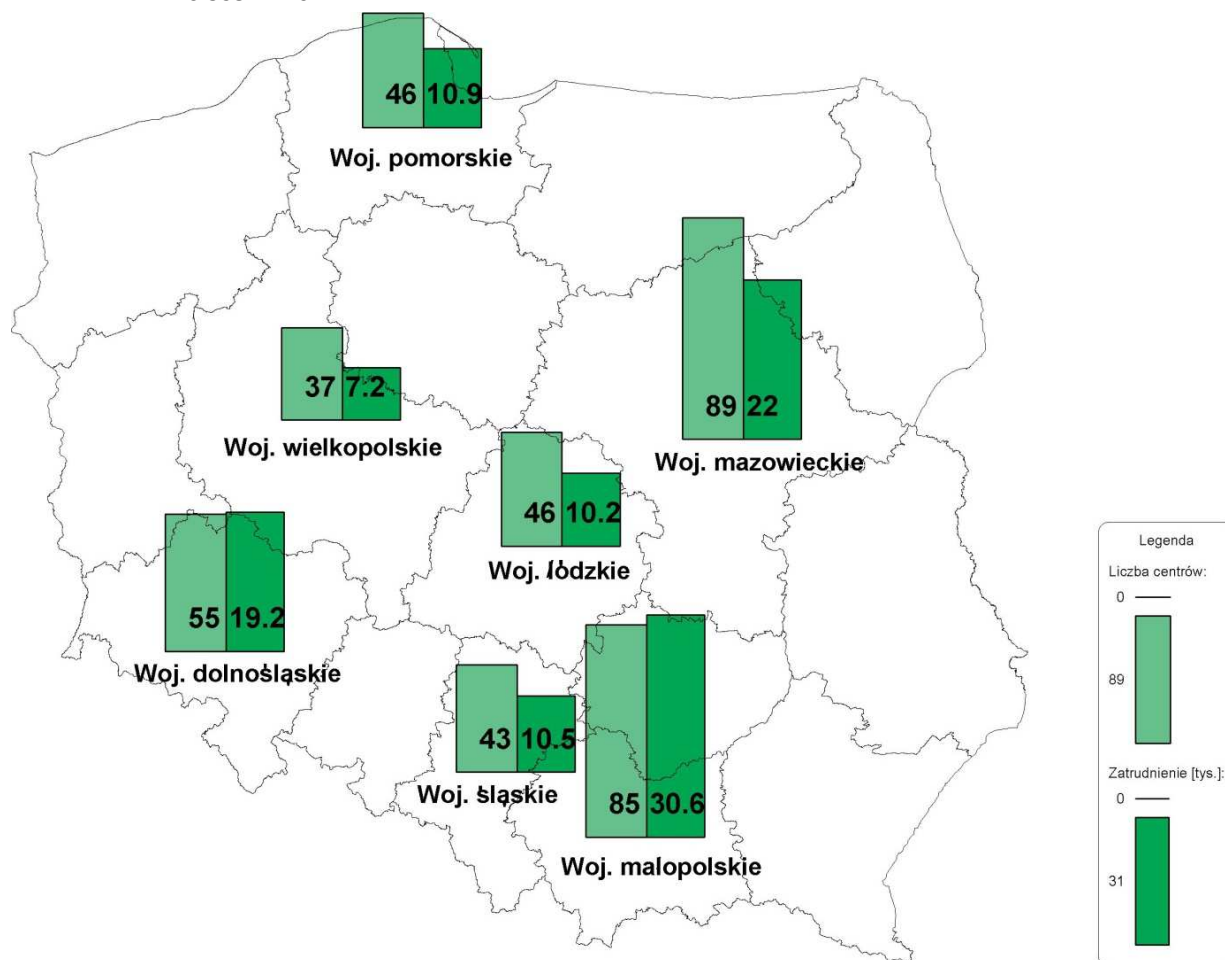 46 10.9
Woj. pomorskie
89 22
Woj. mazowieckie
37 7.2
Woj. wielkopolskie
46 10.2
Woj. łódzkie
55 19.2
Woj. dolnośląskie
43 10.5
Woj. śląskie
85 30.6
Woj. małopolskie
Legenda
Liczba centrów:
0
89
Zatrudnienie [tys.]:
0
31